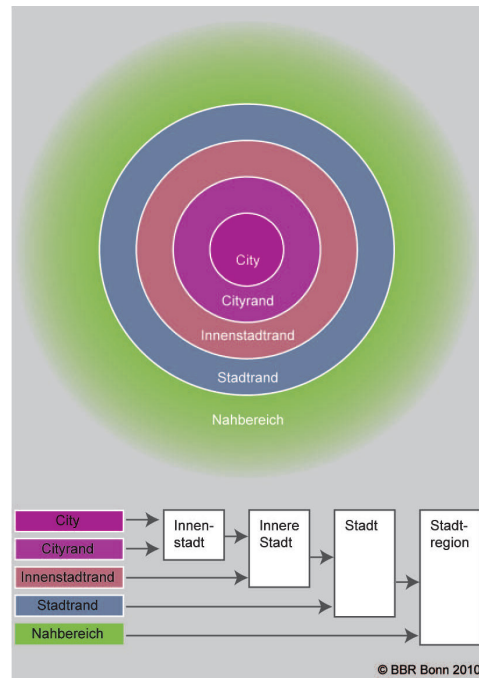 City
Cityrand
Innenstadtrand
Stadtrand
Nahbereich
City
Cityrand
Innenstadtrand
Stadtrand
Nahbereich
Innen-
stadt
Innere
Stadt
Stadt
Stadt-
region
© BBR Bonn 2010